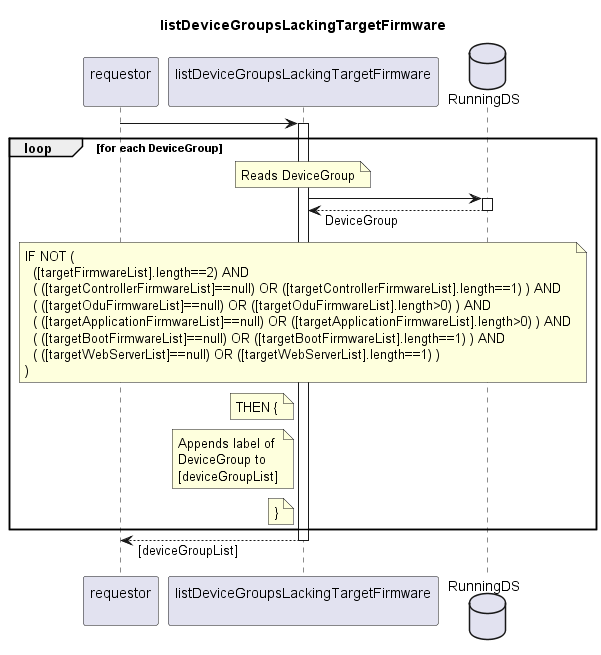 listDeviceGroupsLackingTargetFirmware
requestor
listDeviceGroupsLackingTargetFirmware
RunningDS
loop
[for each DeviceGroup]
Reads DeviceGroup
DeviceGroup
IF NOT (
([targetFirmwareList].length==2) AND
( ([targetControllerFirmwareList]==null) OR ([targetControllerFirmwareList].length==1) ) AND
( ([targetOduFirmwareList]==null) OR ([targetOduFirmwareList].length>0) ) AND
( ([targetApplicationFirmwareList]==null) OR ([targetApplicationFirmwareList].length>0) ) AND
( ([targetBootFirmwareList]==null) OR ([targetBootFirmwareList].length==1) ) AND
( ([targetWebServerList]==null) OR ([targetWebServerList].length==1) )
)
THEN {
Appends label of
DeviceGroup to
[deviceGroupList]
}
[deviceGroupList]
requestor
listDeviceGroupsLackingTargetFirmware
RunningDS